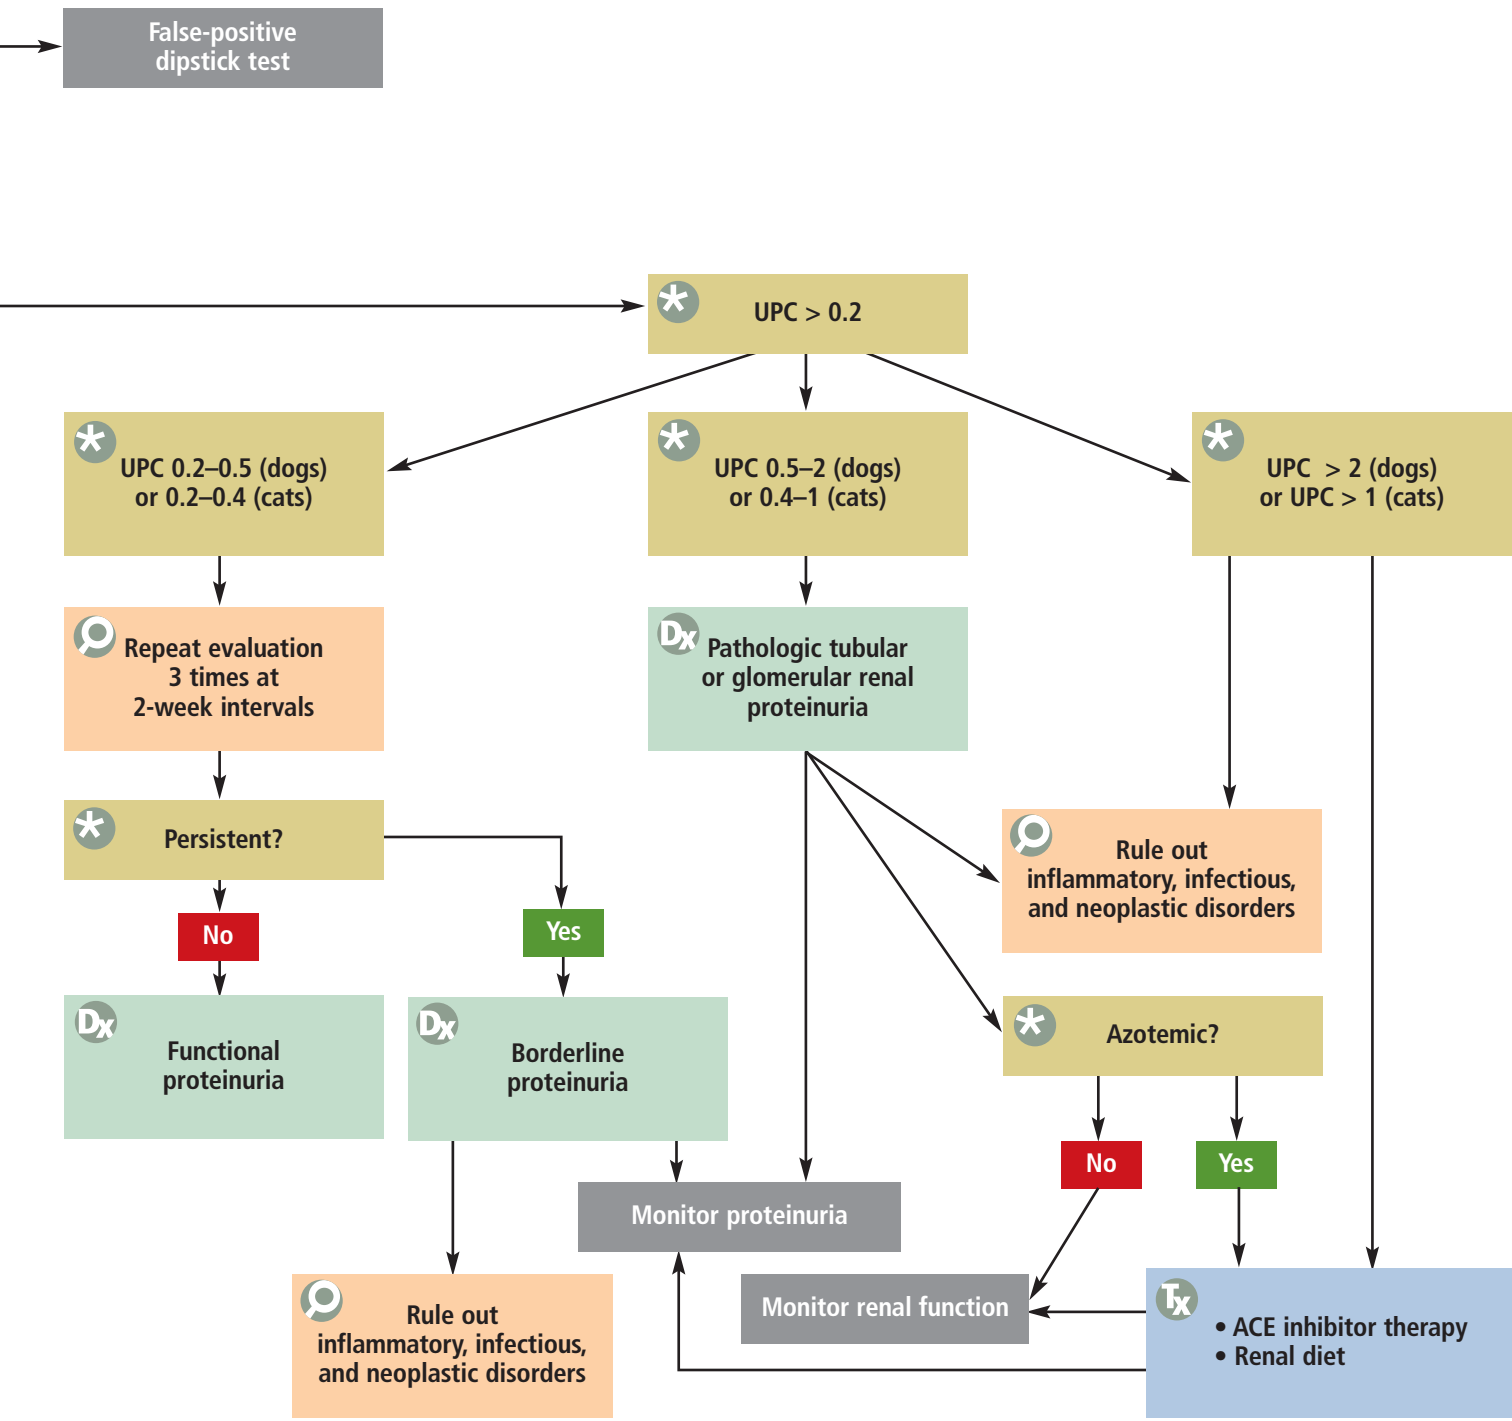 False-positive
dipstick test
UPC > 0.2
UPC 0.2–0.5 (dogs)
or 0.2–0.4 (cats)
UPC 0.5–2 (dogs)
or 0.4–1 (cats)
UPC > 2 (dogs)
or UPC > 1 (cats)
Repeat evaluation
3 times at
2-week intervals
Dx
Pathologic tubular
or glomerular renal
proteinuria
Persistent?
Rule out
inflammatory, infectious,
and neoplastic disorders
No
Yes
Dx
Functional
proteinuria
Dx
Borderline
proteinuria
Azotemic?
No
Yes
Monitor proteinuria
Monitor renal function
Rule out
inflammatory, infectious,
and neoplastic disorders
Tx
• ACE inhibitor therapy
• Renal diet